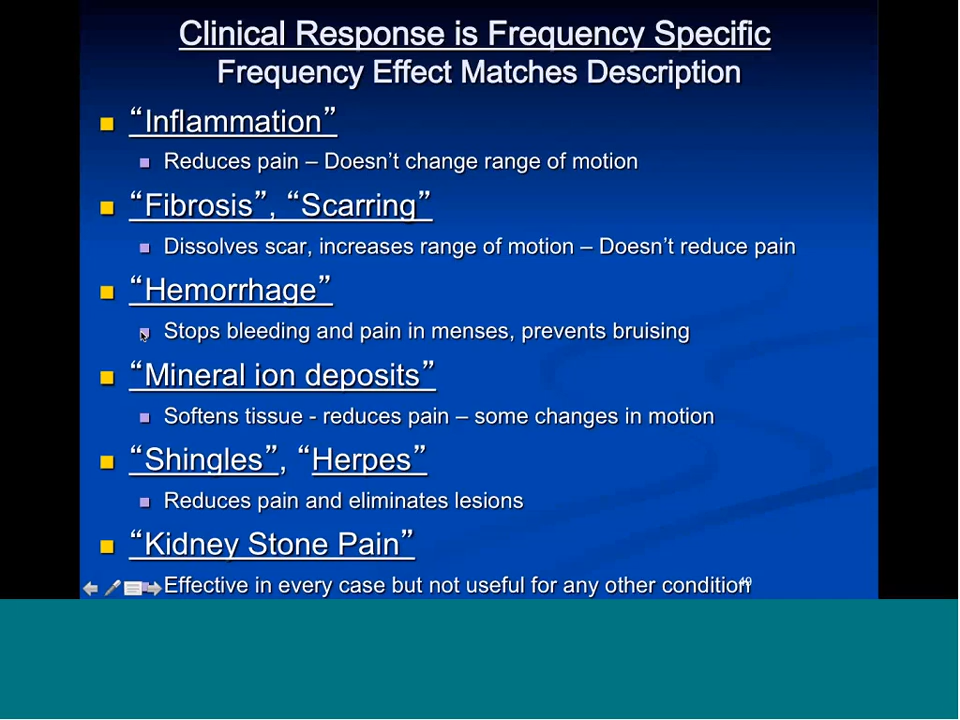 Clinical Response is Frequency Specific
Frequency Effect Matches Description
“Inflammation”
Reduces pain – Doesn’t change range of motion
“Fibrosis”, “Scarring”
Dissolves scar, increases range of motion – Doesn’t reduce pain
“Hemorrhage”
Stops bleeding and pain in menses, prevents bruising
“Mineral ion deposits”
Softens tissue - reduces pain – some changes in motion
“Shingles”, “Herpes”
Reduces pain and eliminates lesions
“Kidney Stone Pain”
Effective in every case but not useful for any other condition